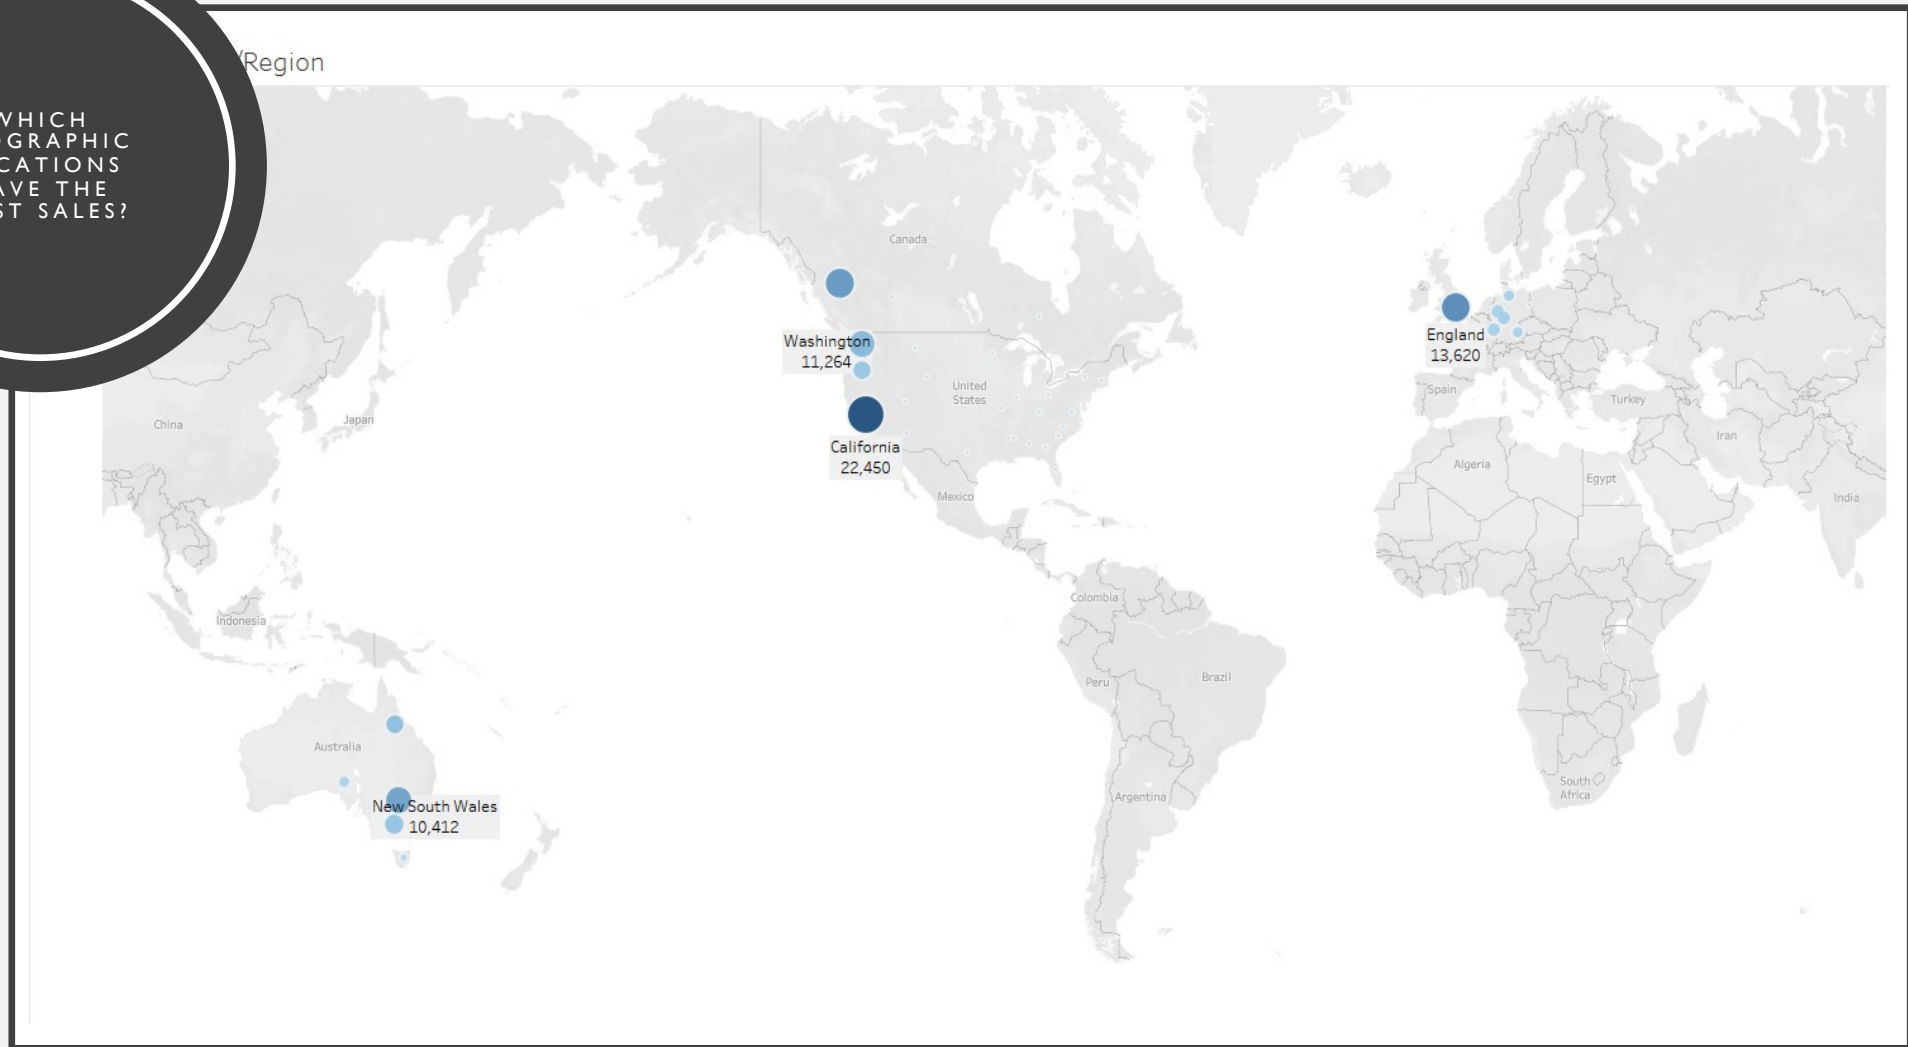 /Region
WHICH
OGRAPHIC
CATIONS
AVE THE
ST SALES?
Canada
Washington
11,264
United
States
California
22,450
Mexico
England
13,620
Spain
Turkey
Iran
Algeria
Egypt
India
China
Japan
Indonesia
Colombia
Peru
Brazil
Argentina
South
Africa
Australia
New South Wales
10,412